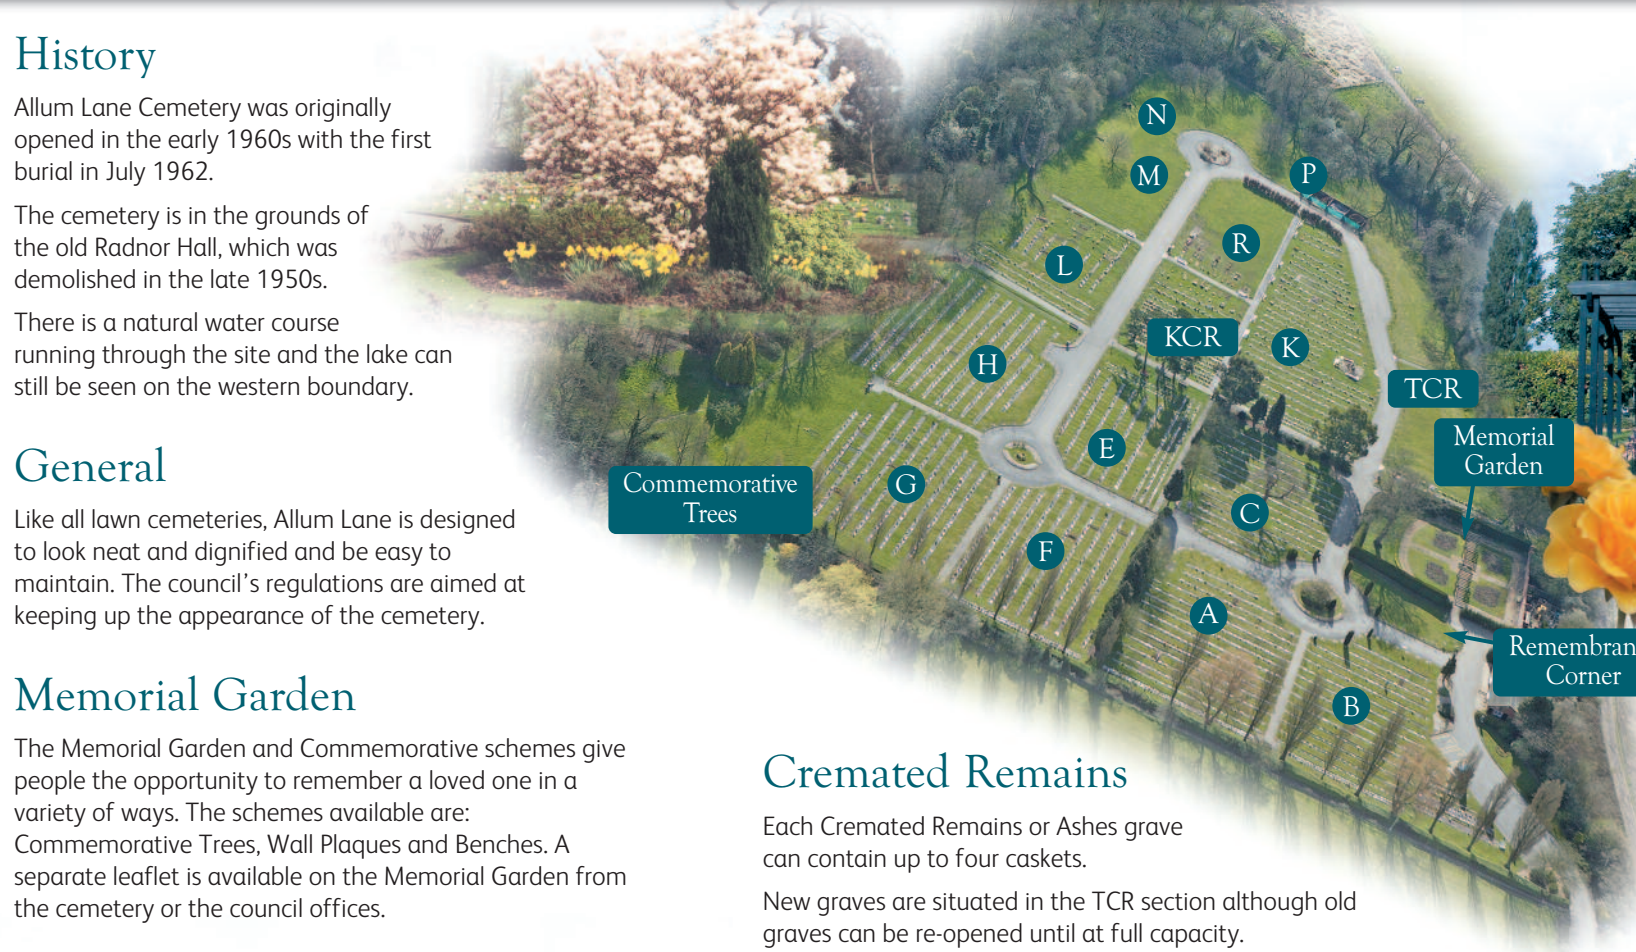 History
Allum Lane Cemetery was originally
opened in the early 1960s with the first
burial in July 1962.
The cemetery is in the grounds of
the old Radnor Hall, which was
demolished in the late 1950s.
There is a natural water course
running through the site and the lake can
still be seen on the western boundary.
General
Like all lawn cemeteries, Allum Lane is designed
to look neat and dignified and be easy to
maintain. The council’s regulations are aimed at
keeping up the appearance of the cemetery.
Memorial Garden
The Memorial Garden and Commemorative schemes give
people the opportunity to remember a loved one in a
variety of ways. The schemes available are:
Commemorative Trees, Wall Plaques and Benches. A
separate leaflet is available on the Memorial Garden from
the cemetery or the council offices.
N
M
P
R
L
KCR
K
H
TCR
E
Memorial
Garden
G
Commemorative
Trees
C
F
A
Remembran
Corner
B
Cremated Remains
Each Cremated Remains or Ashes grave
can contain up to four caskets.
New graves are situated in the TCR section although old
graves can be re-opened until at full capacity.